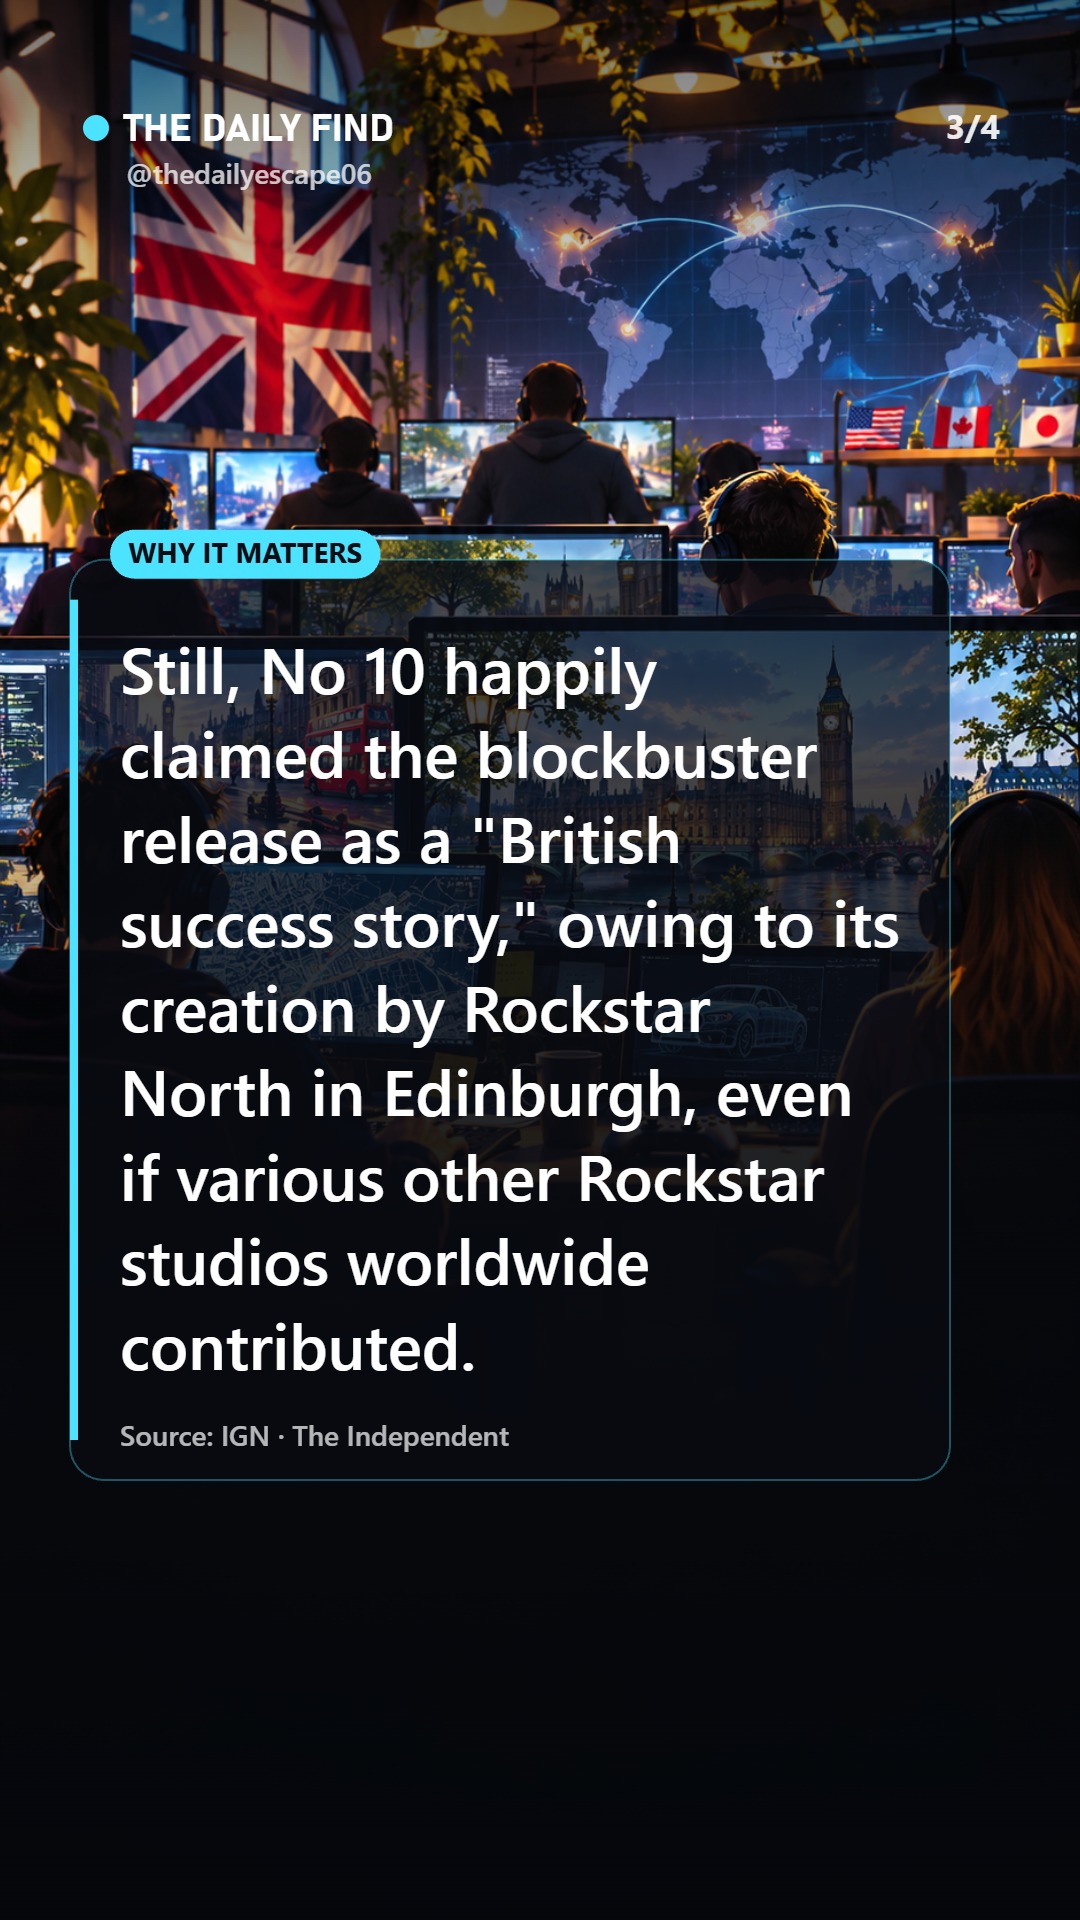 THE DAILY FIND
@thedailyescape06
3/4
WHY IT MATTERS
Still, No 10 happily
claimed the blockbuster
release as a "British
success story," owing to its
creation by Rockstar
North in Edinburgh, even
if various other Rockstar
studios worldwide
contributed.
Source: IGN · The Independent